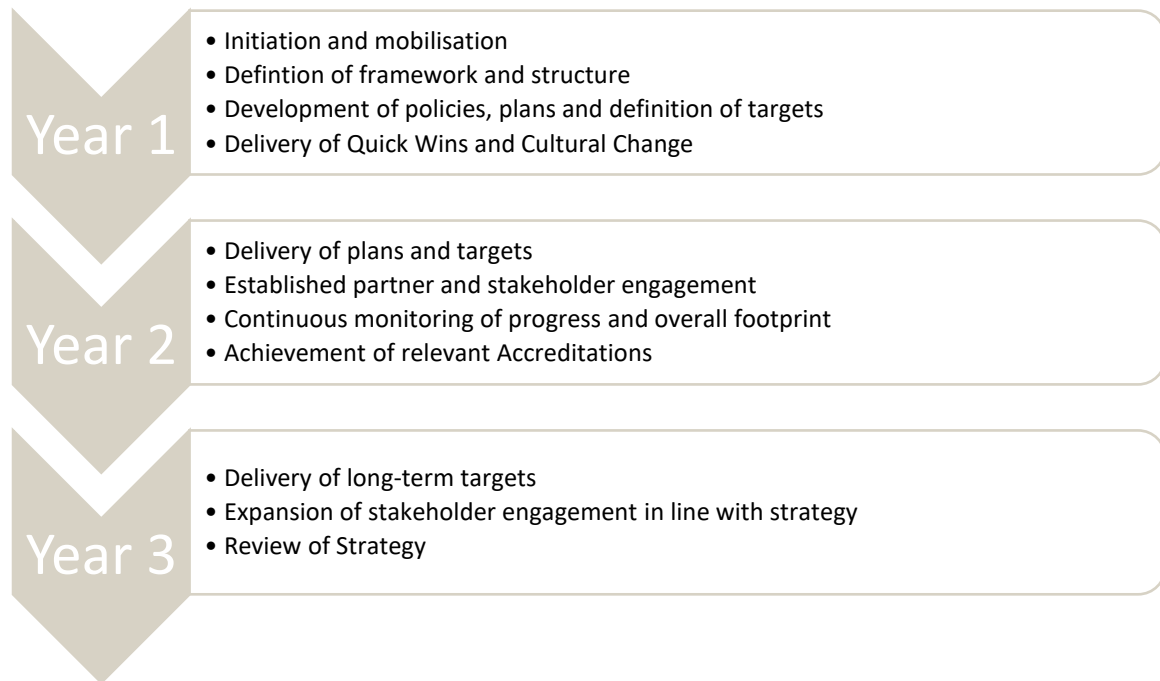 Year 1
• Initiation and mobilisation
• Defintion of framework and structure
• Development of policies, plans and definition of targets
• Delivery of Quick Wins and Cultural Change
Year 2
• Delivery of plans and targets
• Established partner and stakeholder engagement
• Continuous monitoring of progress and overall footprint
• Achievement of relevant Accreditations
Year 3
• Delivery of long-term targets
• Expansion of stakeholder engagement in line with strategy
• Review of Strategy